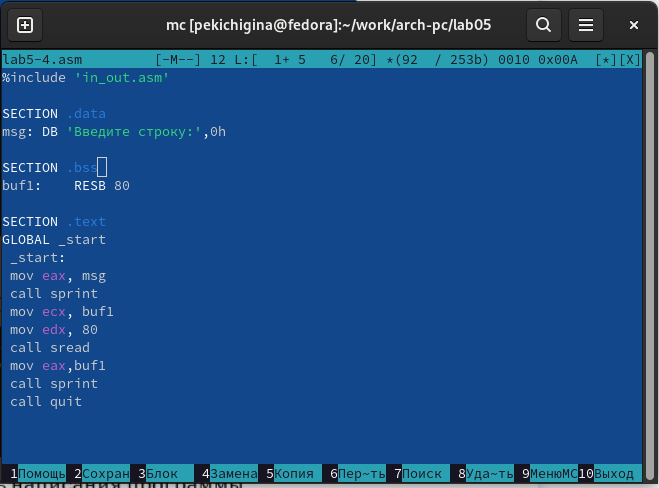 mc [pekichigina@fedora]:~/work/arch-pc/lab05
lab5-4.asm [-M--] 12 L:[ 1+ 5 6/ 20] *(92 / 253b) 0010 0x00A [*][X]
%include 'in_out.asm'
SECTION .data
msg: DB 'Введите строку:',0h
SECTION .bss
buf1: RESB 80
SECTION .text
GLOBAL _start
_start:
mov eax, msg
call sprint
mov ecx, buf1
mov edx, 80
call sread
mov eax,buf1
call sprint
call quit
1Помощь 2Сохран 3Блок 4Замена 5Копия 6Пер~ть 7Поиск 8Уда~ть 9МенюMC 10Выход
написания программы